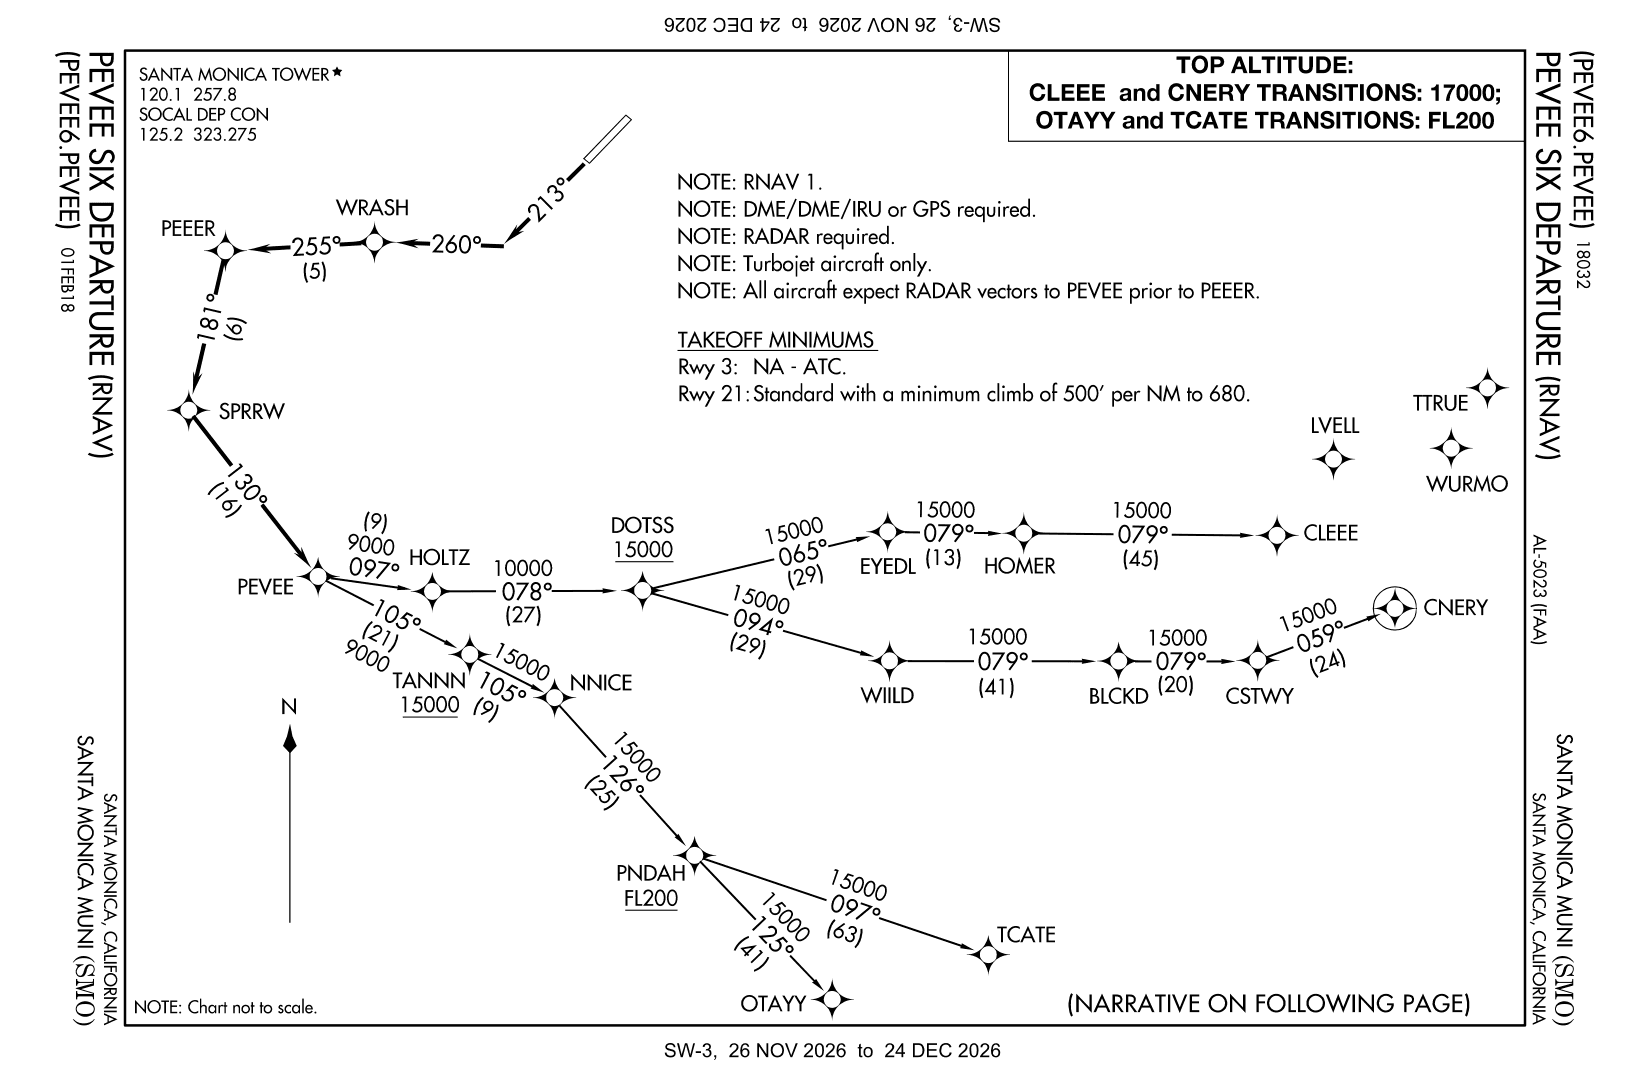 SW-3, 26 NOV 2026 to 24 DEC 2026
PEVEE SIX DEPARTURE (RNAV)
(PEVEE6.PEVEE) 01FEB18
SANTA MONICA, CALIFORNIA
SANTA MONICA MUNI (SMO)
SANTA MONICA TOWER★
120.1 257.8
SOCAL DEP CON
125.2 323.275
TOP ALTITUDE:
CLEEE and CNERY TRANSITIONS: 17000;
OTAYY and TCATE TRANSITIONS: FL200
213°
WRASH
PEEER
255°
(5)
260°
181°
(9)
SPRRW
130°
(16)
NOTE: RNAV 1.
NOTE: DME/DME/IRU or GPS required.
NOTE: RADAR required.
NOTE: Turbojet aircraft only.
NOTE: All aircraft expect RADAR vectors to PEVEE prior to PEEER.
TAKEOFF MINIMUMS
Rwy 3: NA - ATC.
Rwy 21: Standard with a minimum climb of 500′ per NM to 680.
TTRUE
LVELL
WURMO
PEVEE
(9)
9000
097°
HOLTZ
10000
078°
(27)
DOTSS
15000
15000
065°
(29)
EYEDL
15000
079°
(13)
HOMER
15000
079°
(45)
CLEEE
15000
094°
(29)
WIILD
15000
079°
(41)
BLCKD
15000
079°
(20)
CSTWY
15000
059°
(24)
CNERY
105°
(21)
9000
TANNN
15000
15000
105°
(9)
NNICE
15000
126°
(25)
PNDAH
FL200
15000
097°
(63)
TCATE
15000
125°
(41)
OTAYY
N
NOTE: Chart not to scale.
(NARRATIVE ON FOLLOWING PAGE)
(PEVEE6.PEVEE) 18032
PEVEE SIX DEPARTURE (RNAV)
AL-5023 (FAA)
SANTA MONICA MUNI (SMO)
SANTA MONICA, CALIFORNIA
SW-3, 26 NOV 2026 to 24 DEC 2026